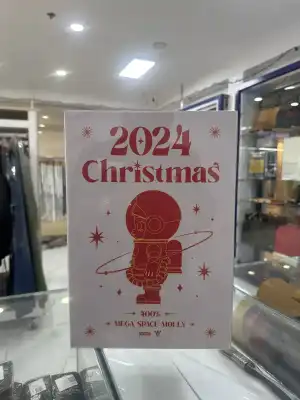 2024
Christmas
400%
MEGA SPACE MOLLY